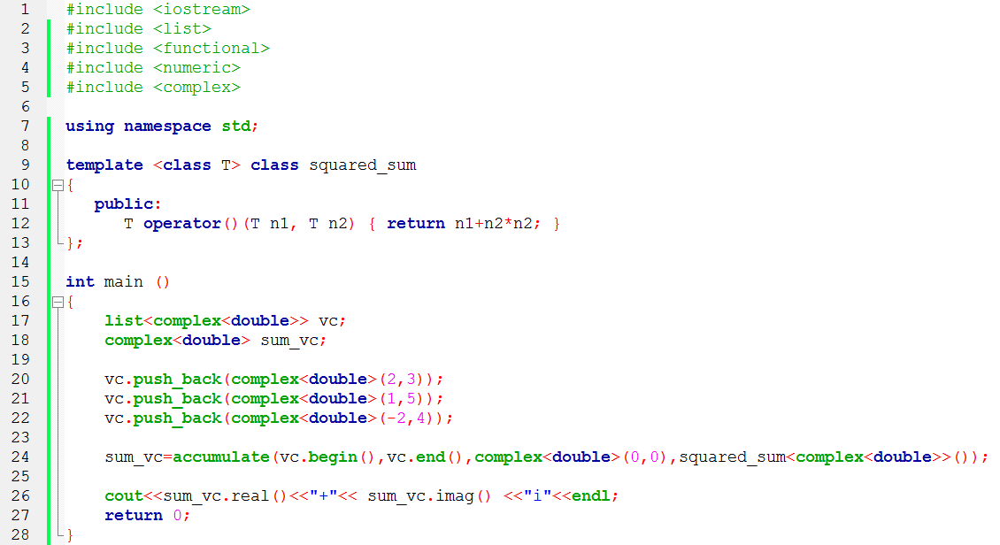 1 #include <iostream>
2 #include <list>
3 #include <functional>
4 #include <numeric>
5 #include <complex>
6
7 using namespace std;
8
9 template <class T> class squared_sum
10 {
11 public:
12 T operator()(T n1, T n2) { return n1+n2*n2; }
13 };
14
15 int main ()
16 {
17 list<complex<double>> vc;
18 complex<double> sum_vc;
19
20 vc.push_back(complex<double>(2,3));
21 vc.push_back(complex<double>(1,5));
22 vc.push_back(complex<double>(-2,4));
23
24 sum_vc=accumulate(vc.begin(),vc.end(),complex<double>(0,0),squared_sum<complex<double>>());
25
26 cout<<sum_vc.real()<<"+"<< sum_vc.imag() <<"i"<<endl;
27 return 0;
28 }